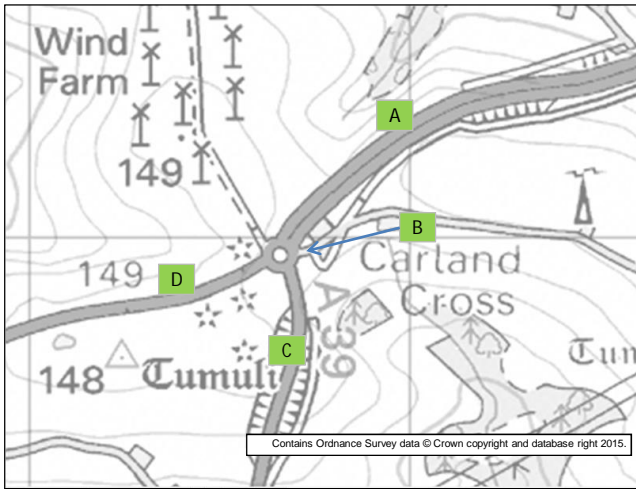 Wind
Farm
A
149
B
149
D
Carland
Cross
A 39
C
148
Tumuli
Tum
Contains Ordnance Survey data © Crown copyright and database right 2015.